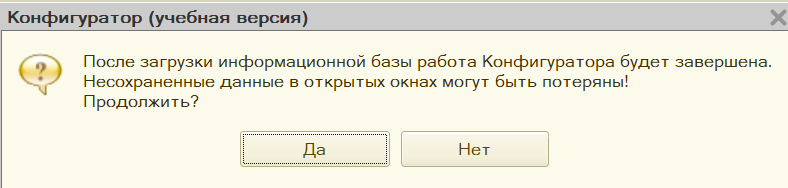 Конфигуратор (учебная версия)
После загрузки информационной базы работа Конфигуратора будет завершена.
Несохраненные данные в открытых окнах могут быть потеряны!
Продолжить?
Да
Нет